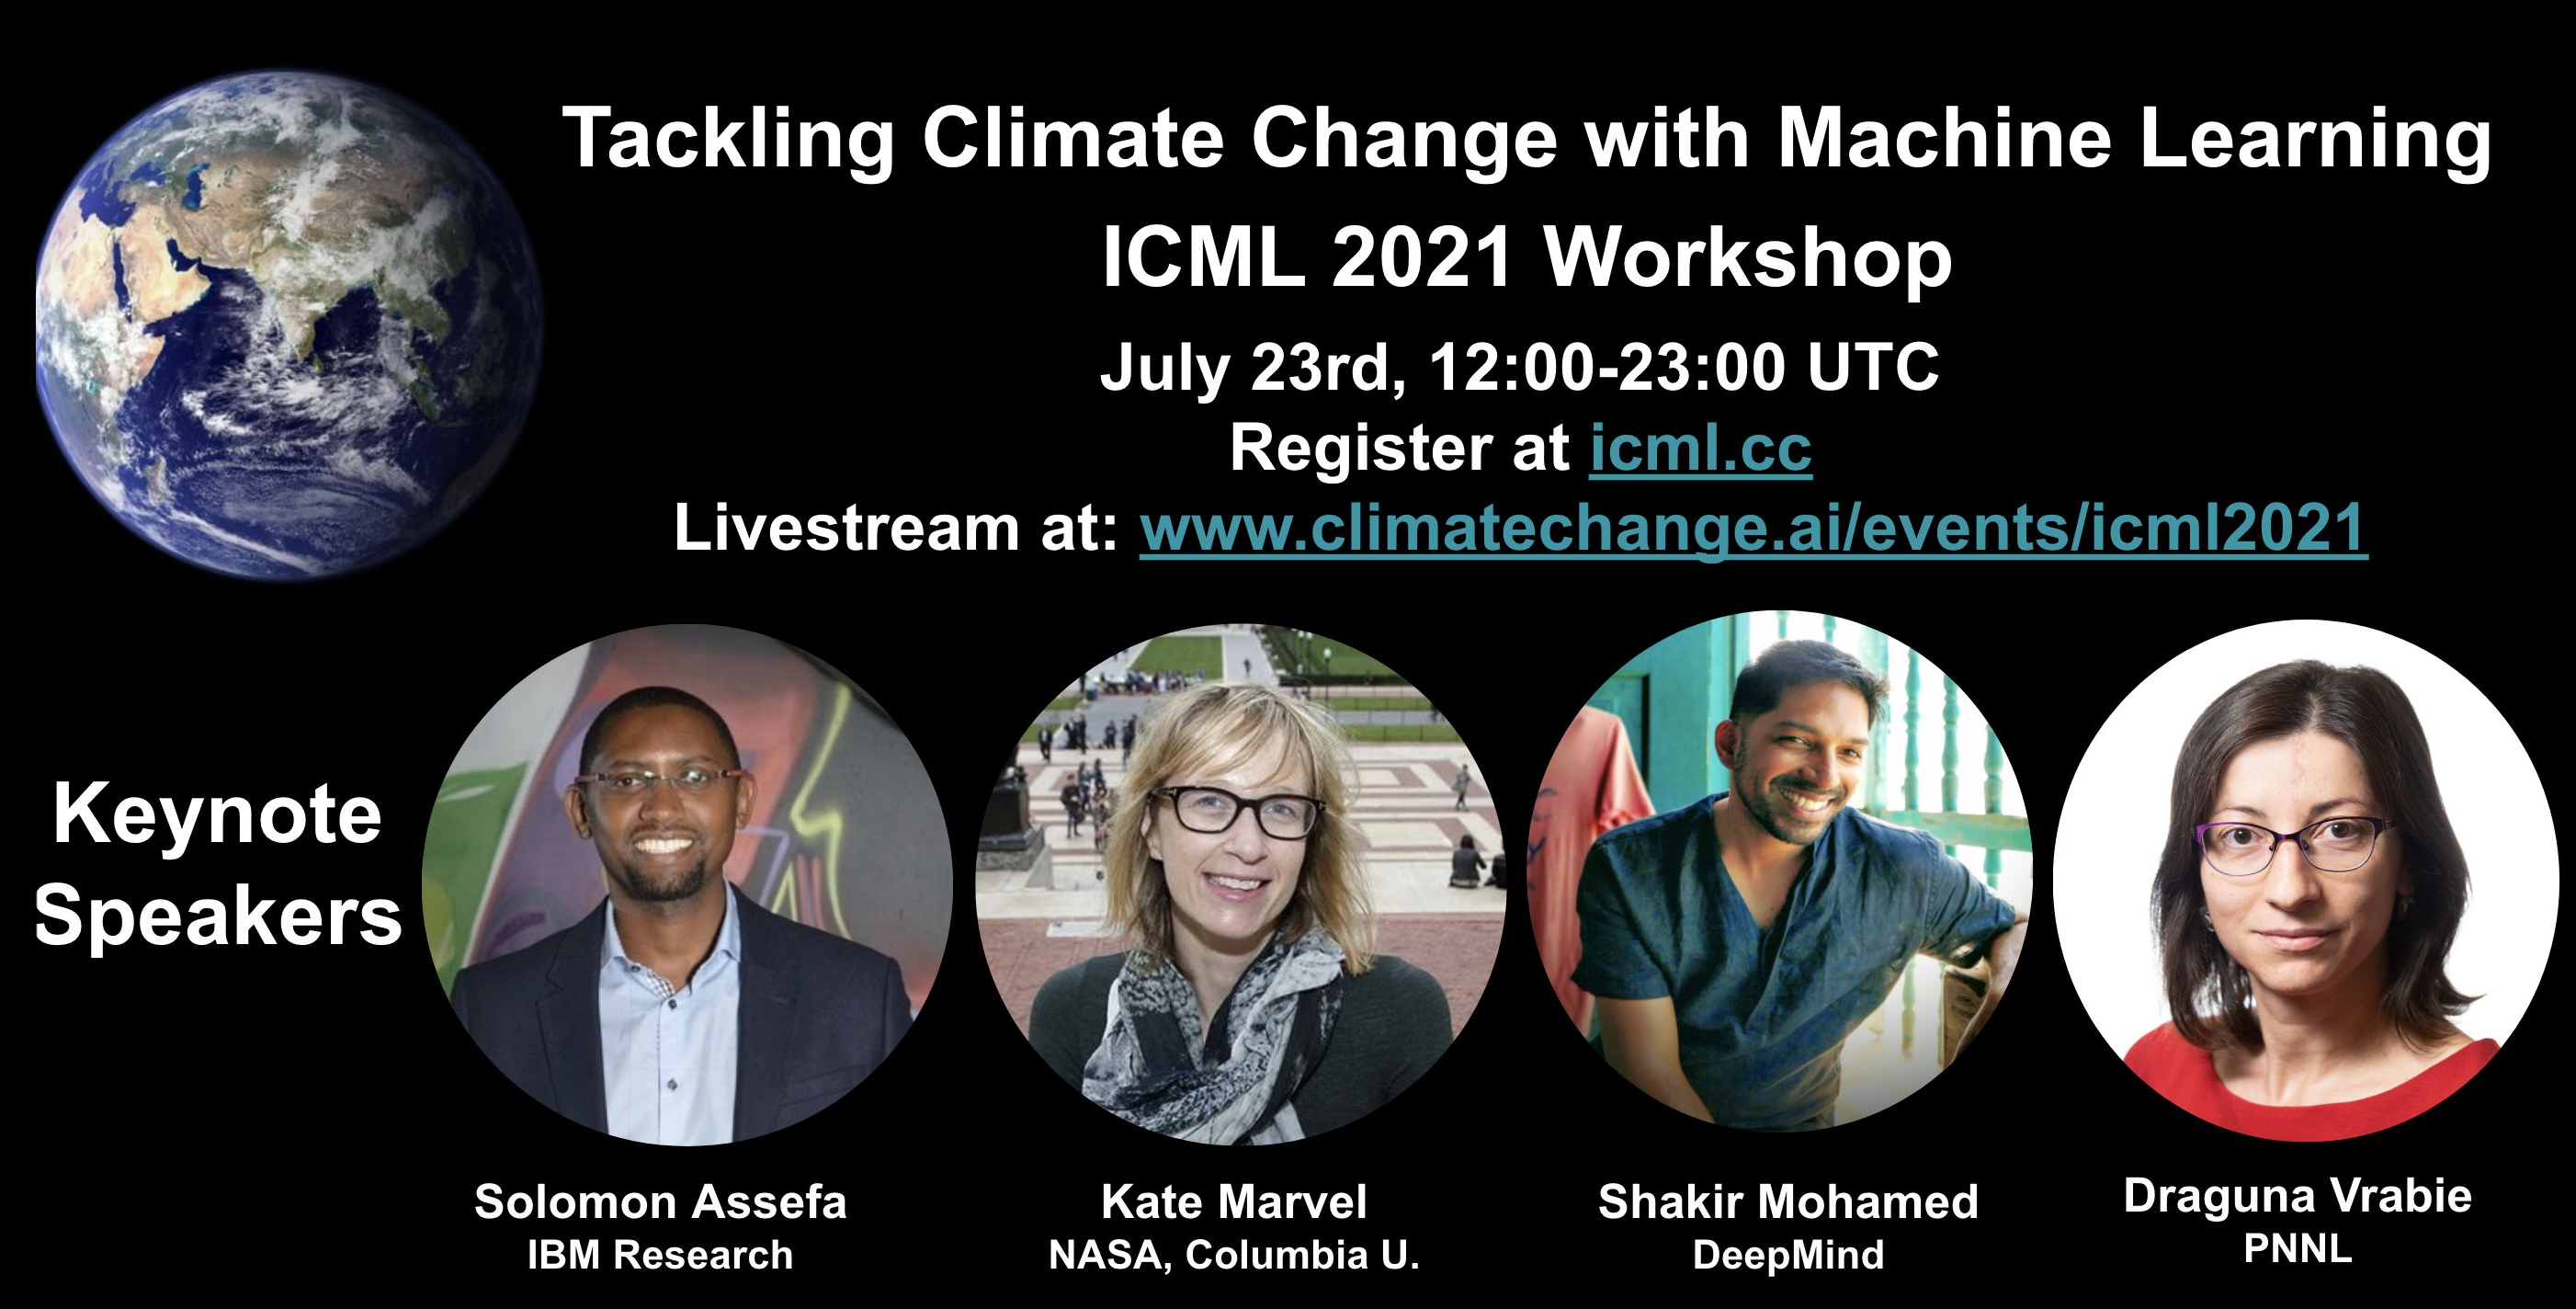 Tackling Climate Change with Machine Learning
ICML 2021 Workshop
July 23rd, 12:00-23:00 UTC
Register at icml.cc
Livestream at: www.climatechange.ai/events/icml2021
Keynote
Speakers
Solomon Assefa
IBM Research
Kate Marvel
NASA, Columbia U.
Shakir Mohamed
DeepMind
Draguna Vrabie
PNNL